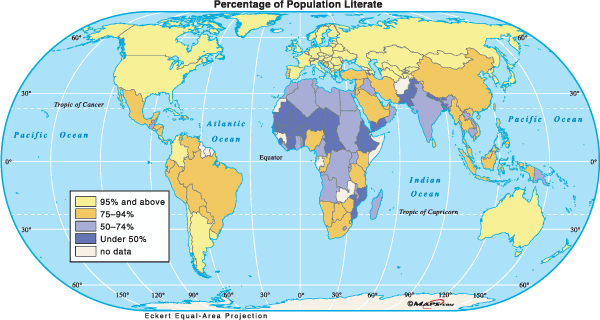 Percentage of Population Literate
60°
60°
30°
30°
Tropic of Cancer
Atlantic
Ocean
Pacific Ocean
Pacific Ocean
Equator
0°
0°
Indian
Ocean
95% and above
75–94%
50–74%
Under 50%
no data
Tropic of Capricorn
30°
30°
60°
60°
150° 120° 90° 60° 30° 0° 30° 60° 90° 120° 150°
©MAPS.com
Eckert Equal-Area Projection